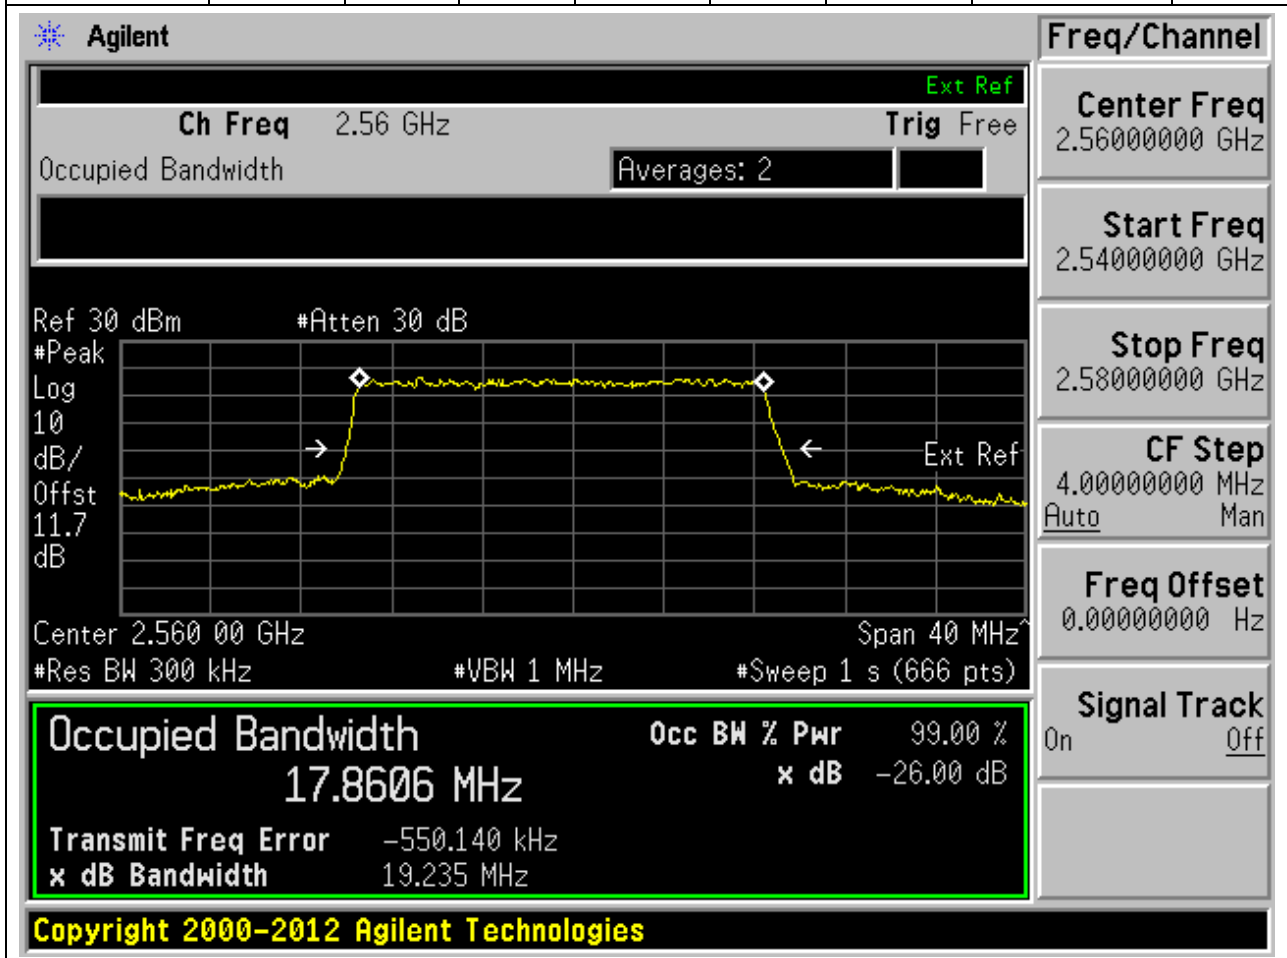 Agilent
Freq/Channel
Ext Ref
Ch Freq 2.56 GHz Trig Free
Occupied Bandwidth Averages: 2
Center Freq
2.56000000 GHz
Start Freq
2.54000000 GHz
Stop Freq
2.58000000 GHz
CF Step
4.00000000 MHz
Auto Man
Freq Offset
0.00000000 Hz
Signal Track
On Off
Ref 30 dBm #Atten 30 dB
#Peak
Log
10
dB/
Offst
11.7
dB
Ext Ref
Center 2.560 00 GHz Span 40 MHz^
#Res BW 300 kHz #VBW 1 MHz #Sweep 1 s (666 pts)
Occupied Bandwidth Occ BW % Pwr 99.00 %
17.8606 MHz x dB -26.00 dB
Transmit Freq Error -550.140 kHz
x dB Bandwidth 19.235 MHz
Copyright 2000-2012 Agilent Technologies